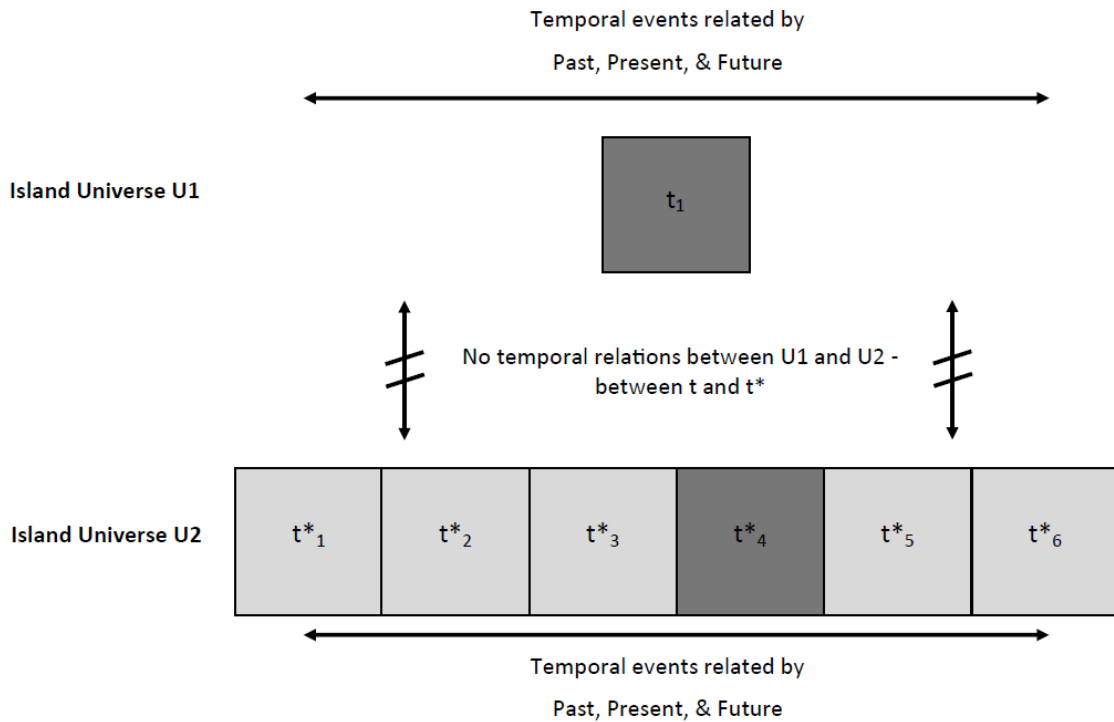 Temporal events related by
Past, Present, & Future
Island Universe U1
t₁
No temporal relations between U1 and U2 -
between t and t*
Island Universe U2
t*₁ t*₂ t*₃ t*₄ t*₅ t*₆
Temporal events related by
Past, Present, & Future